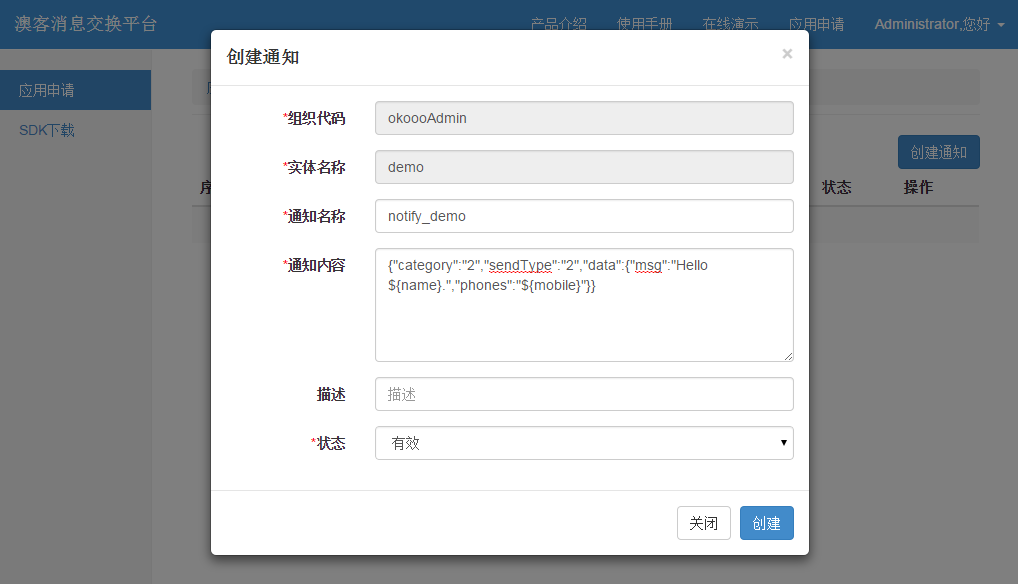 澳客消息交换平台
产品介绍 使用手册 在线演示 应用申请 Administrator,您好
应用申请
SDK下载
创建通知
状态 操作
创建通知 ×
*组织代码 okoooAdmin
*实体名称 demo
*通知名称 notify_demo
*通知内容 {"category":"2","sendType":"2","data":{"msg":"Hello
${name}.","phones":"${mobile}"}}
描述 描述
*状态 有效
关闭 创建